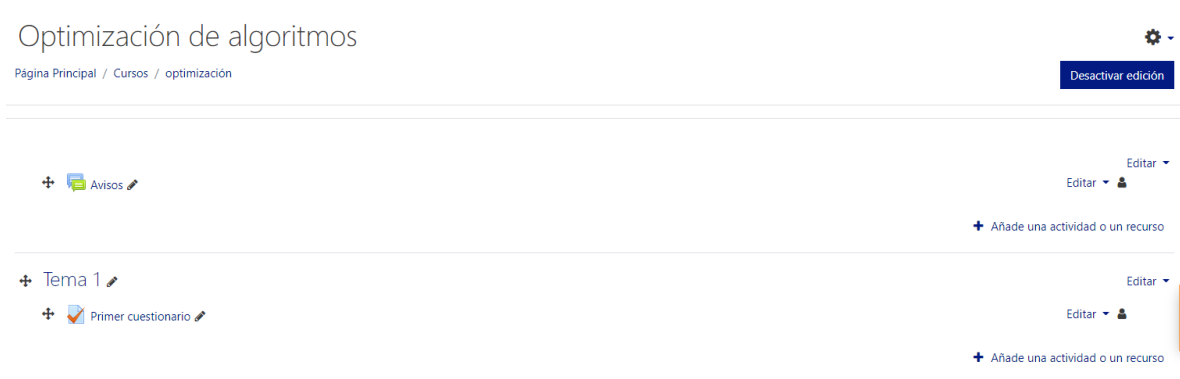 Optimización de algoritmos
Página Principal / Cursos / optimización
Desactivar edición
Editar
Avisos
Editar
Añade una actividad o un recurso
Tema 1
Editar
Primer cuestionario
Editar
Añade una actividad o un recurso